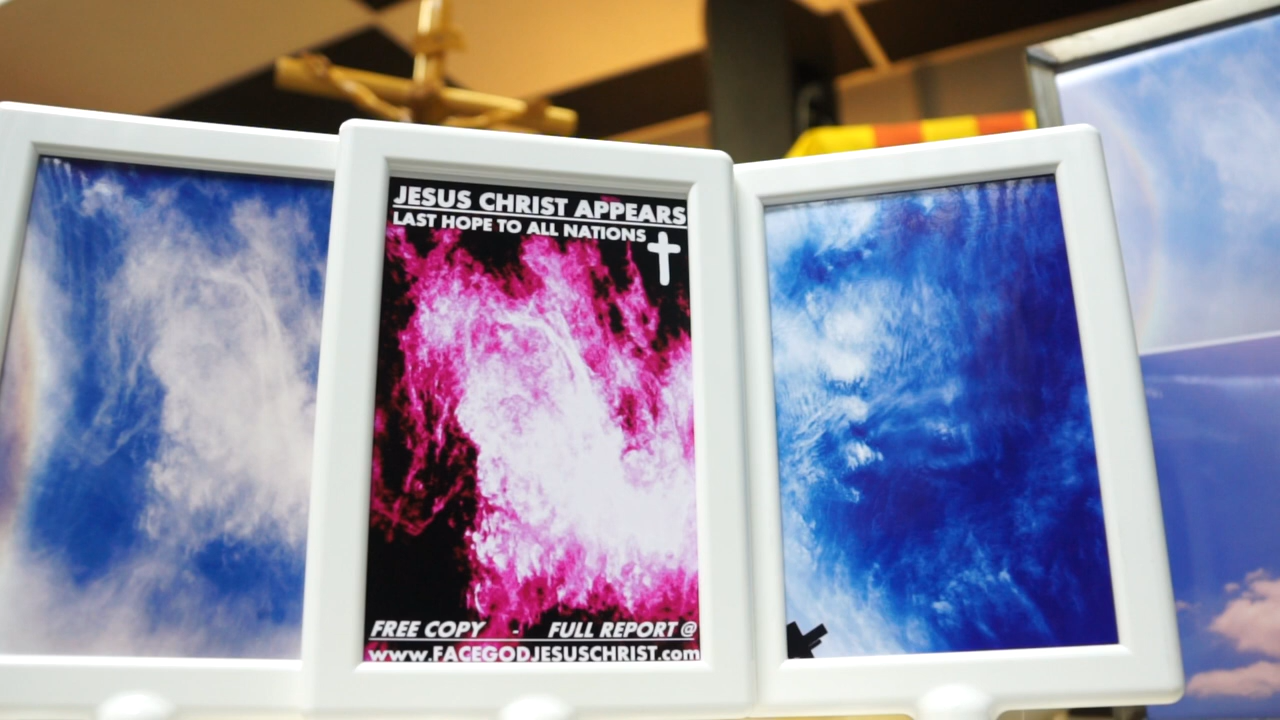 JESUS CHRIST APPEARS
LAST HOPE TO ALL NATIONS
FREE COPY - FULL REPORT @
www.FACEGODJESUSCHRIST.com